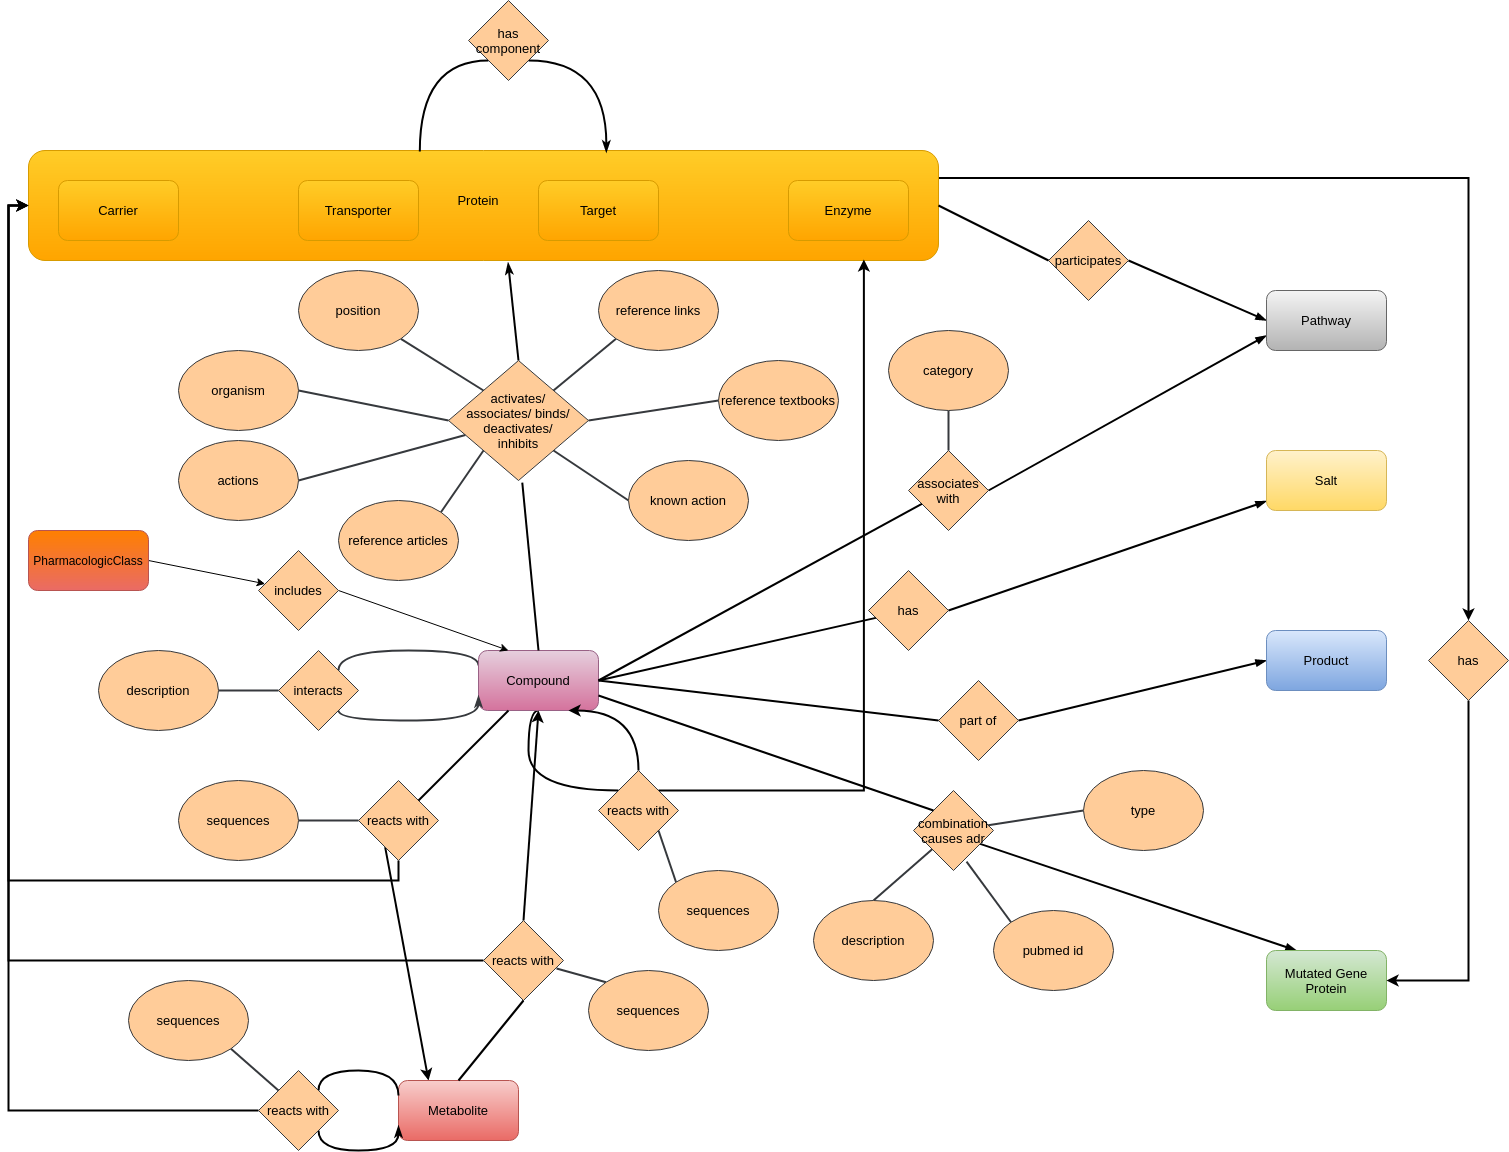 has
component
Carrier
Transporter
Protein
Target
Enzyme
participates
position
reference links
Pathway
category
organism
activates/
associates/ binds/
deactivates/
inhibits
reference textbooks
actions
known action
associates
with
Salt
reference articles
PharmacologicClass
includes
has
description
interacts
Compound
part of
Product
has
sequences
reacts with
reacts with
combination
causes adr
type
sequences
description
pubmed id
reacts with
Mutated Gene
Protein
sequences
sequences
reacts with
Metabolite